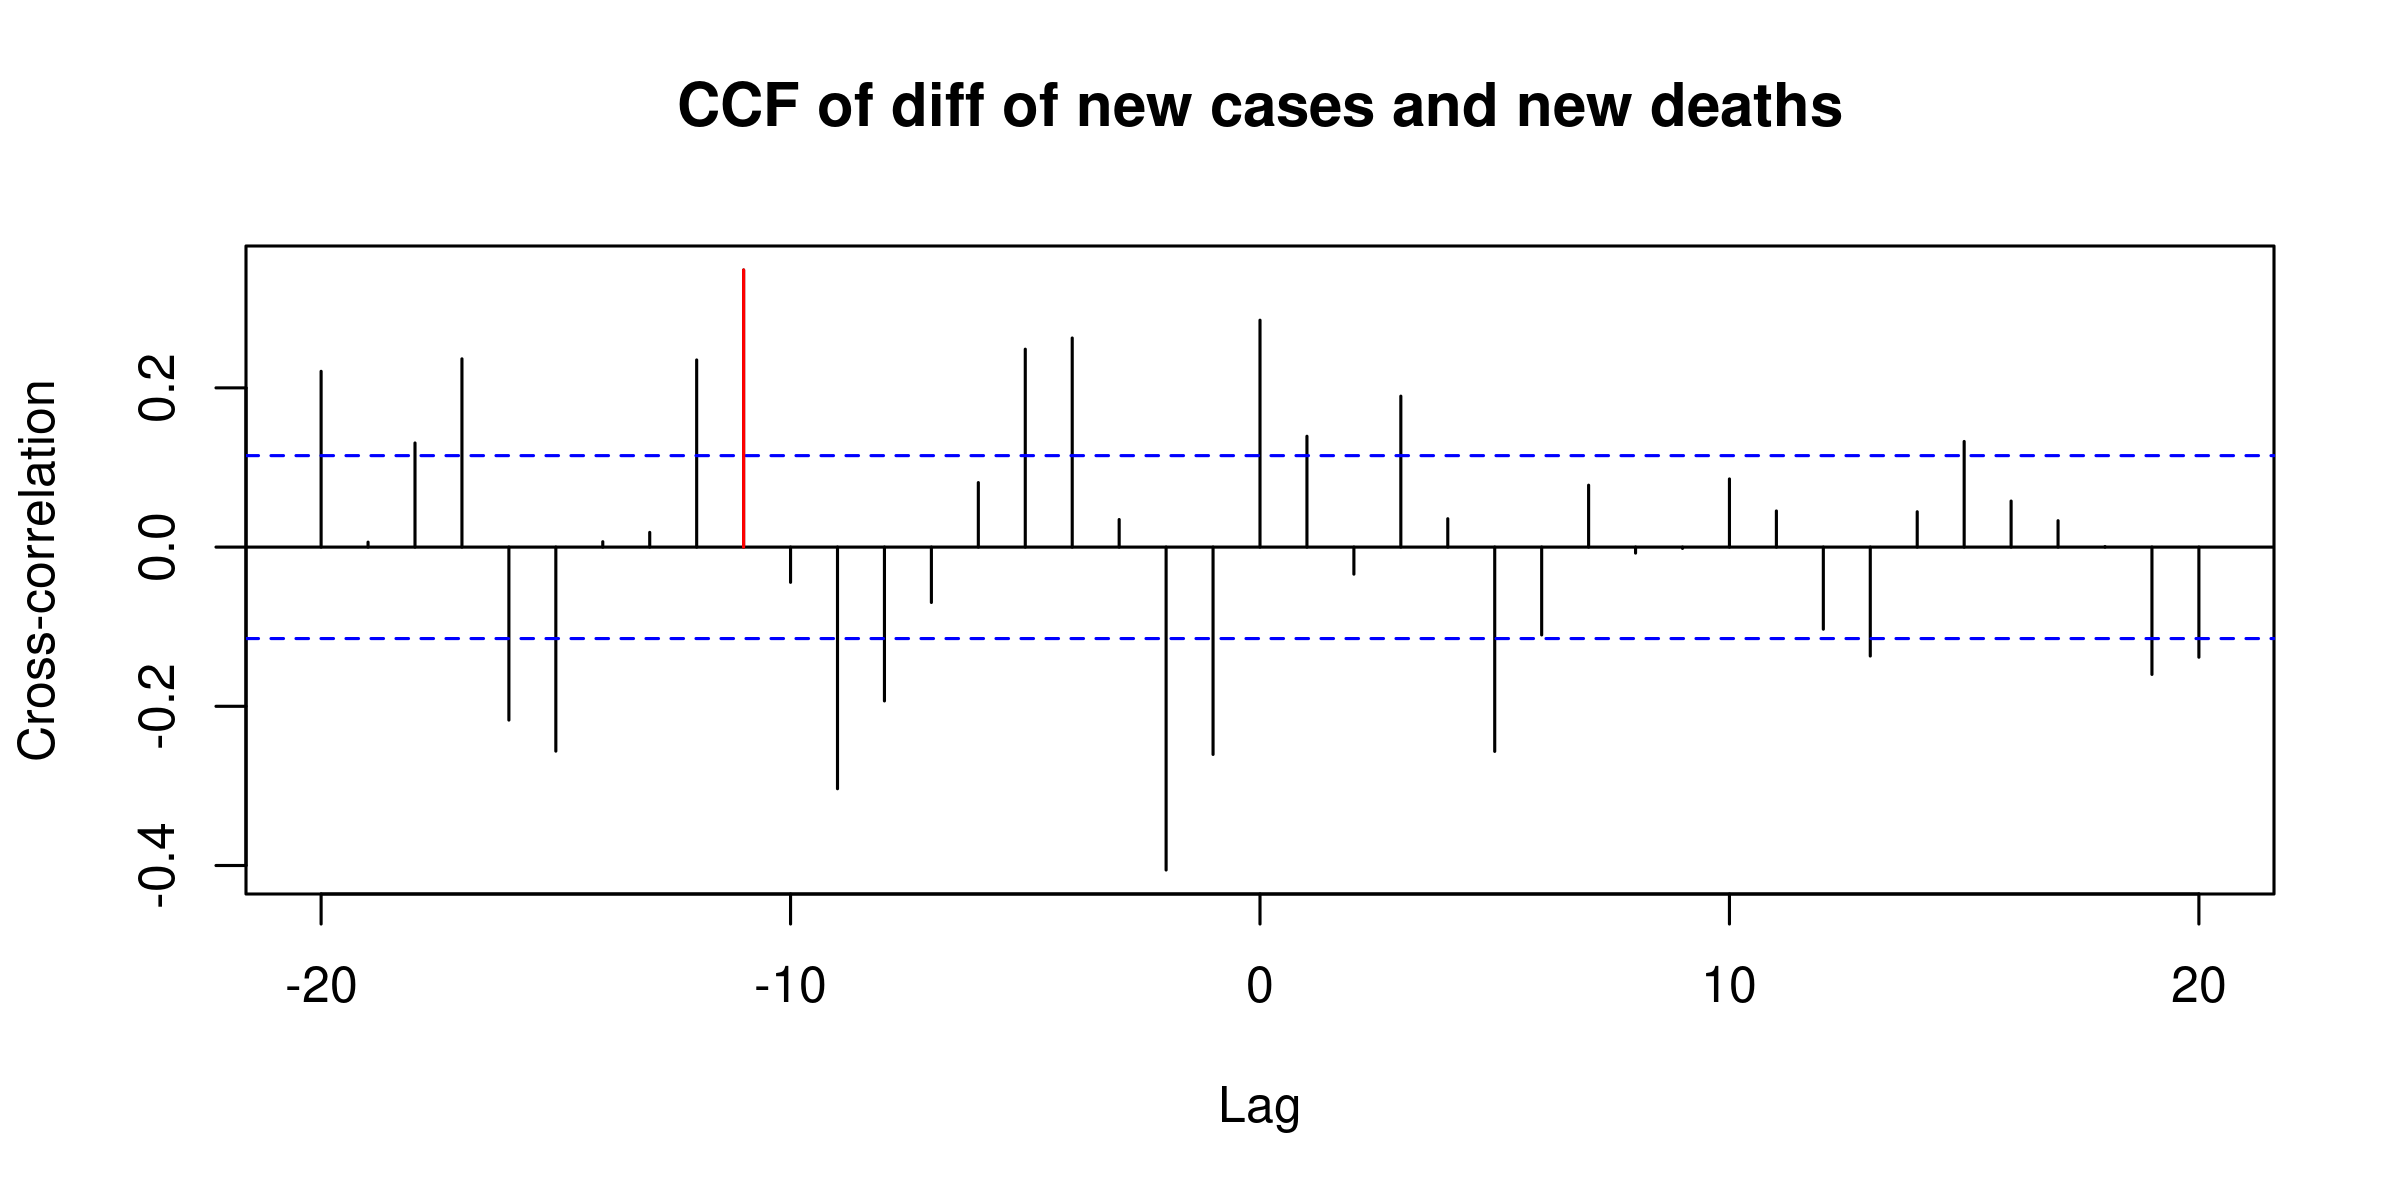 CCF of diff of new cases and new deaths
Cross-correlation
0.2
0.0
-0.2
-0.4
-20 -10 0 10 20
Lag